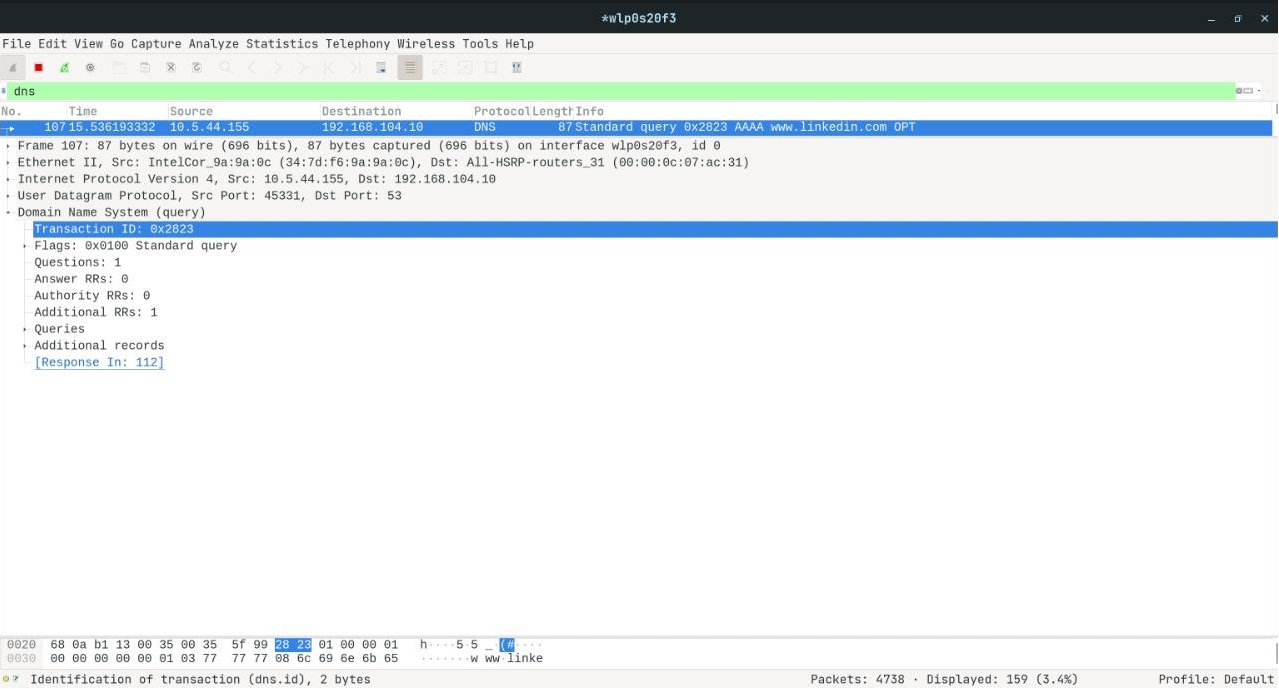 *wlp0s20f3
File Edit View Go Capture Analyze Statistics Telephony Wireless Tools Help
dns
No. Time Source Destination Protocol Length Info
107 15.536193332 10.5.44.155 192.168.104.10 DNS 87 Standard query 0x2823 AAAA www.linkedin.com OPT
Frame 107: 87 bytes on wire (696 bits), 87 bytes captured (696 bits) on interface wlp0s20f3, id 0
Ethernet II, Src: IntelCor_9a:9a:0c (34:7d:f6:9a:9a:0c), Dst: All-HSRP-routers_31 (00:00:0c:07:ac:31)
Internet Protocol Version 4, Src: 10.5.44.155, Dst: 192.168.104.10
User Datagram Protocol, Src Port: 45331, Dst Port: 53
Domain Name System (query)
Transaction ID: 0x2823
Flags: 0x0100 Standard query
Questions: 1
Answer RRs: 0
Authority RRs: 0
Additional RRs: 1
Queries
Additional records
[Response In: 112]
0020 68 0a b1 13 00 35 00 35 5f 99 28 23 01 00 00 01 h····5·5 _·(#····
0030 00 00 00 00 00 01 03 77 77 77 08 6c 69 6e 6b 65 ·······w ww·linke
Identification of transaction (dns.id), 2 bytes Packets: 4738 · Displayed: 159 (3.4%) Profile: Default